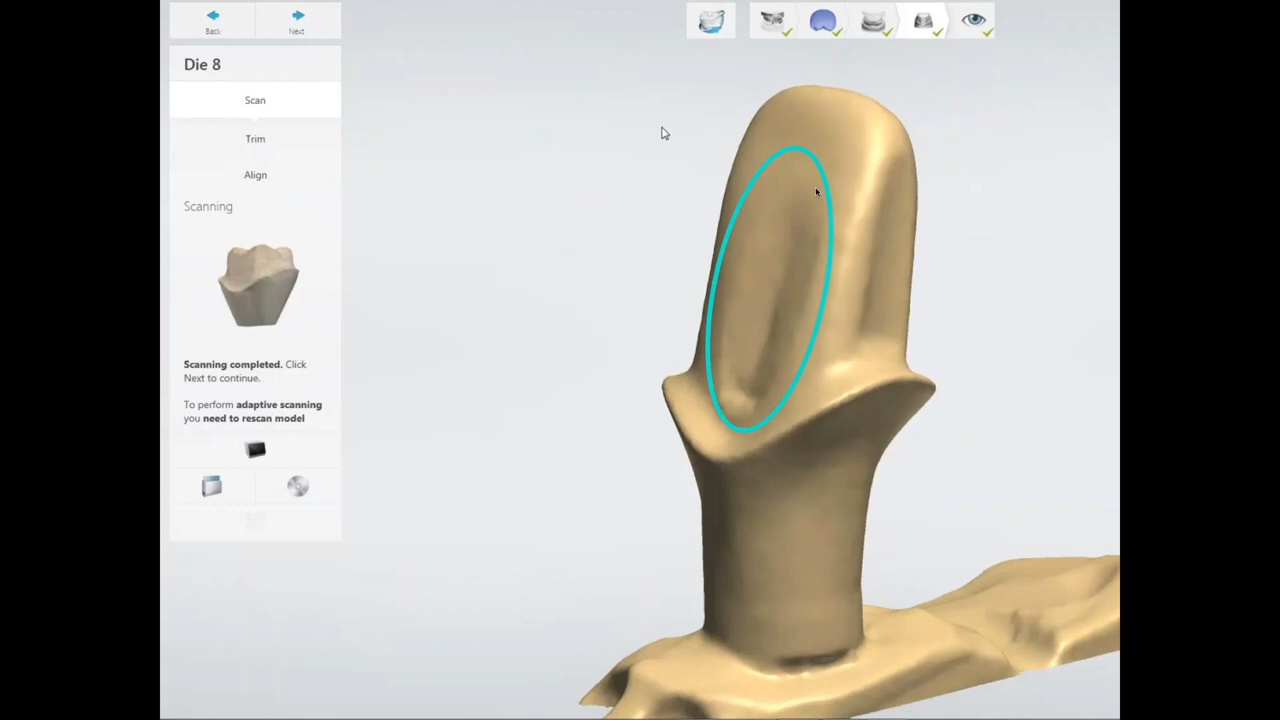 Back
Next
Die 8
Scan
Trim
Align
Scanning
Scanning completed. Click
Next to continue.
To perform adaptive scanning
you need to rescan model